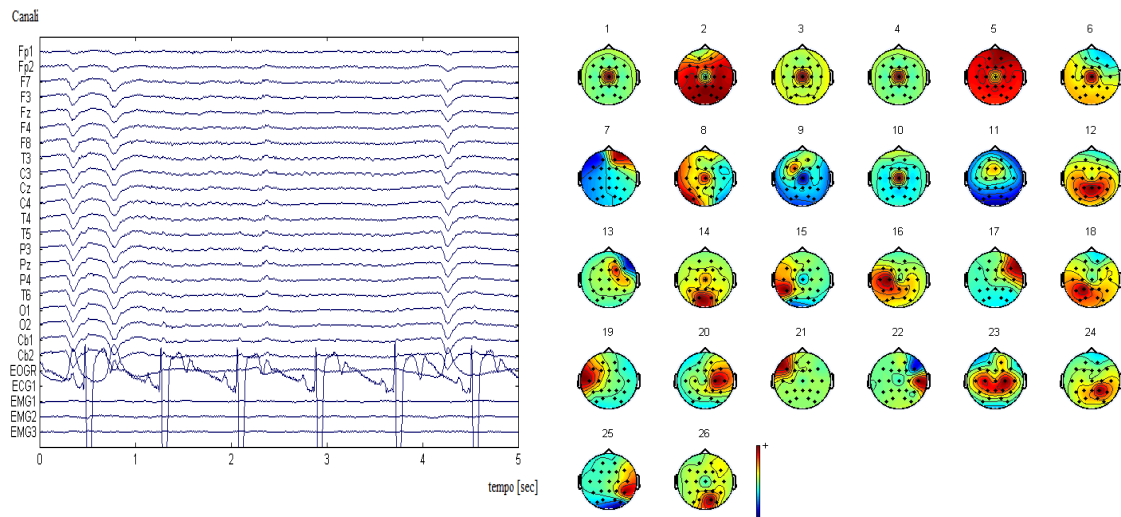 Canali
Fp1
Fp2
F7
F3
Fz
F4
F8
T3
C3
Cz
C4
T4
T5
P3
Pz
P4
T6
O1
O2
Cb1
Cb2
EOGR
ECG1
EMG1
EMG2
EMG3
0 1 2 3 4 5
tempo [sec]
1 2 3 4 5 6
7 8 9 10 11 12
13 14 15 16 17 18
19 20 21 22 23 24
25 26
+